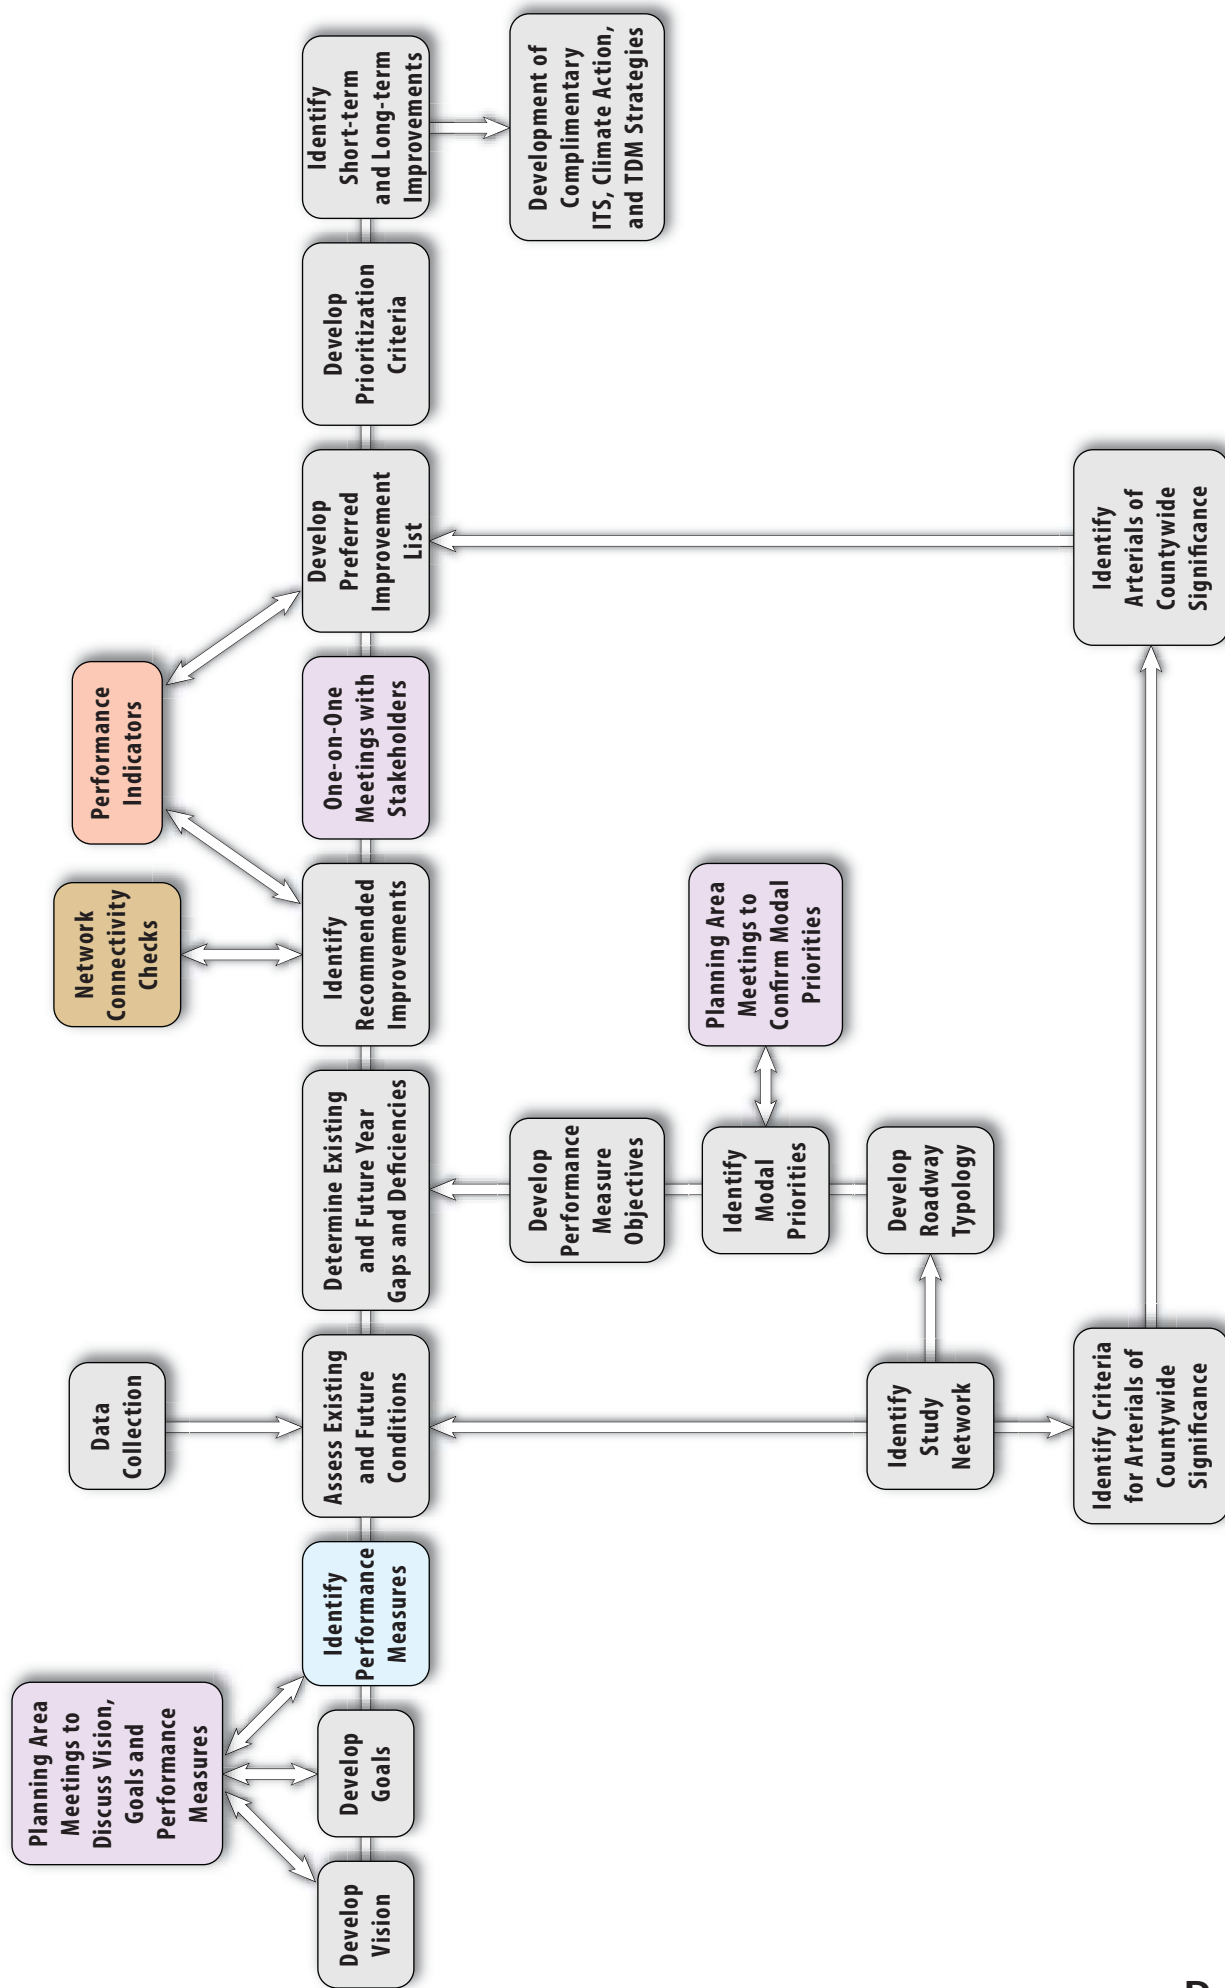 Planning Area
Meetings to
Discuss Vision,
Goals and
Performance
Measures
Develop
Vision
Develop
Goals
Identify
Performance
Measures
Data
Collection
Assess Existing
and Future
Conditions
Determine Existing
and Future Year
Gaps and Deficiencies
Network
Connectivity
Checks
Identify
Recommended
Improvements
Performance
Indicators
One-on-One
Meetings with
Stakeholders
Develop
Preferred
Improvement
List
Develop
Prioritization
Criteria
Identify
Short-term
and Long-term
Improvements
Development of
Complimentary
ITS, Climate Action,
and TDM Strategies
Develop
Performance
Measure
Objectives
Identify
Modal
Priorities
Planning Area
Meetings to
Confirm Modal
Priorities
Identify
Study
Network
Develop
Roadway
Typology
Identify Criteria
for Arterials of
Countywide
Significance
Identify
Arterials of
Countywide
Significance